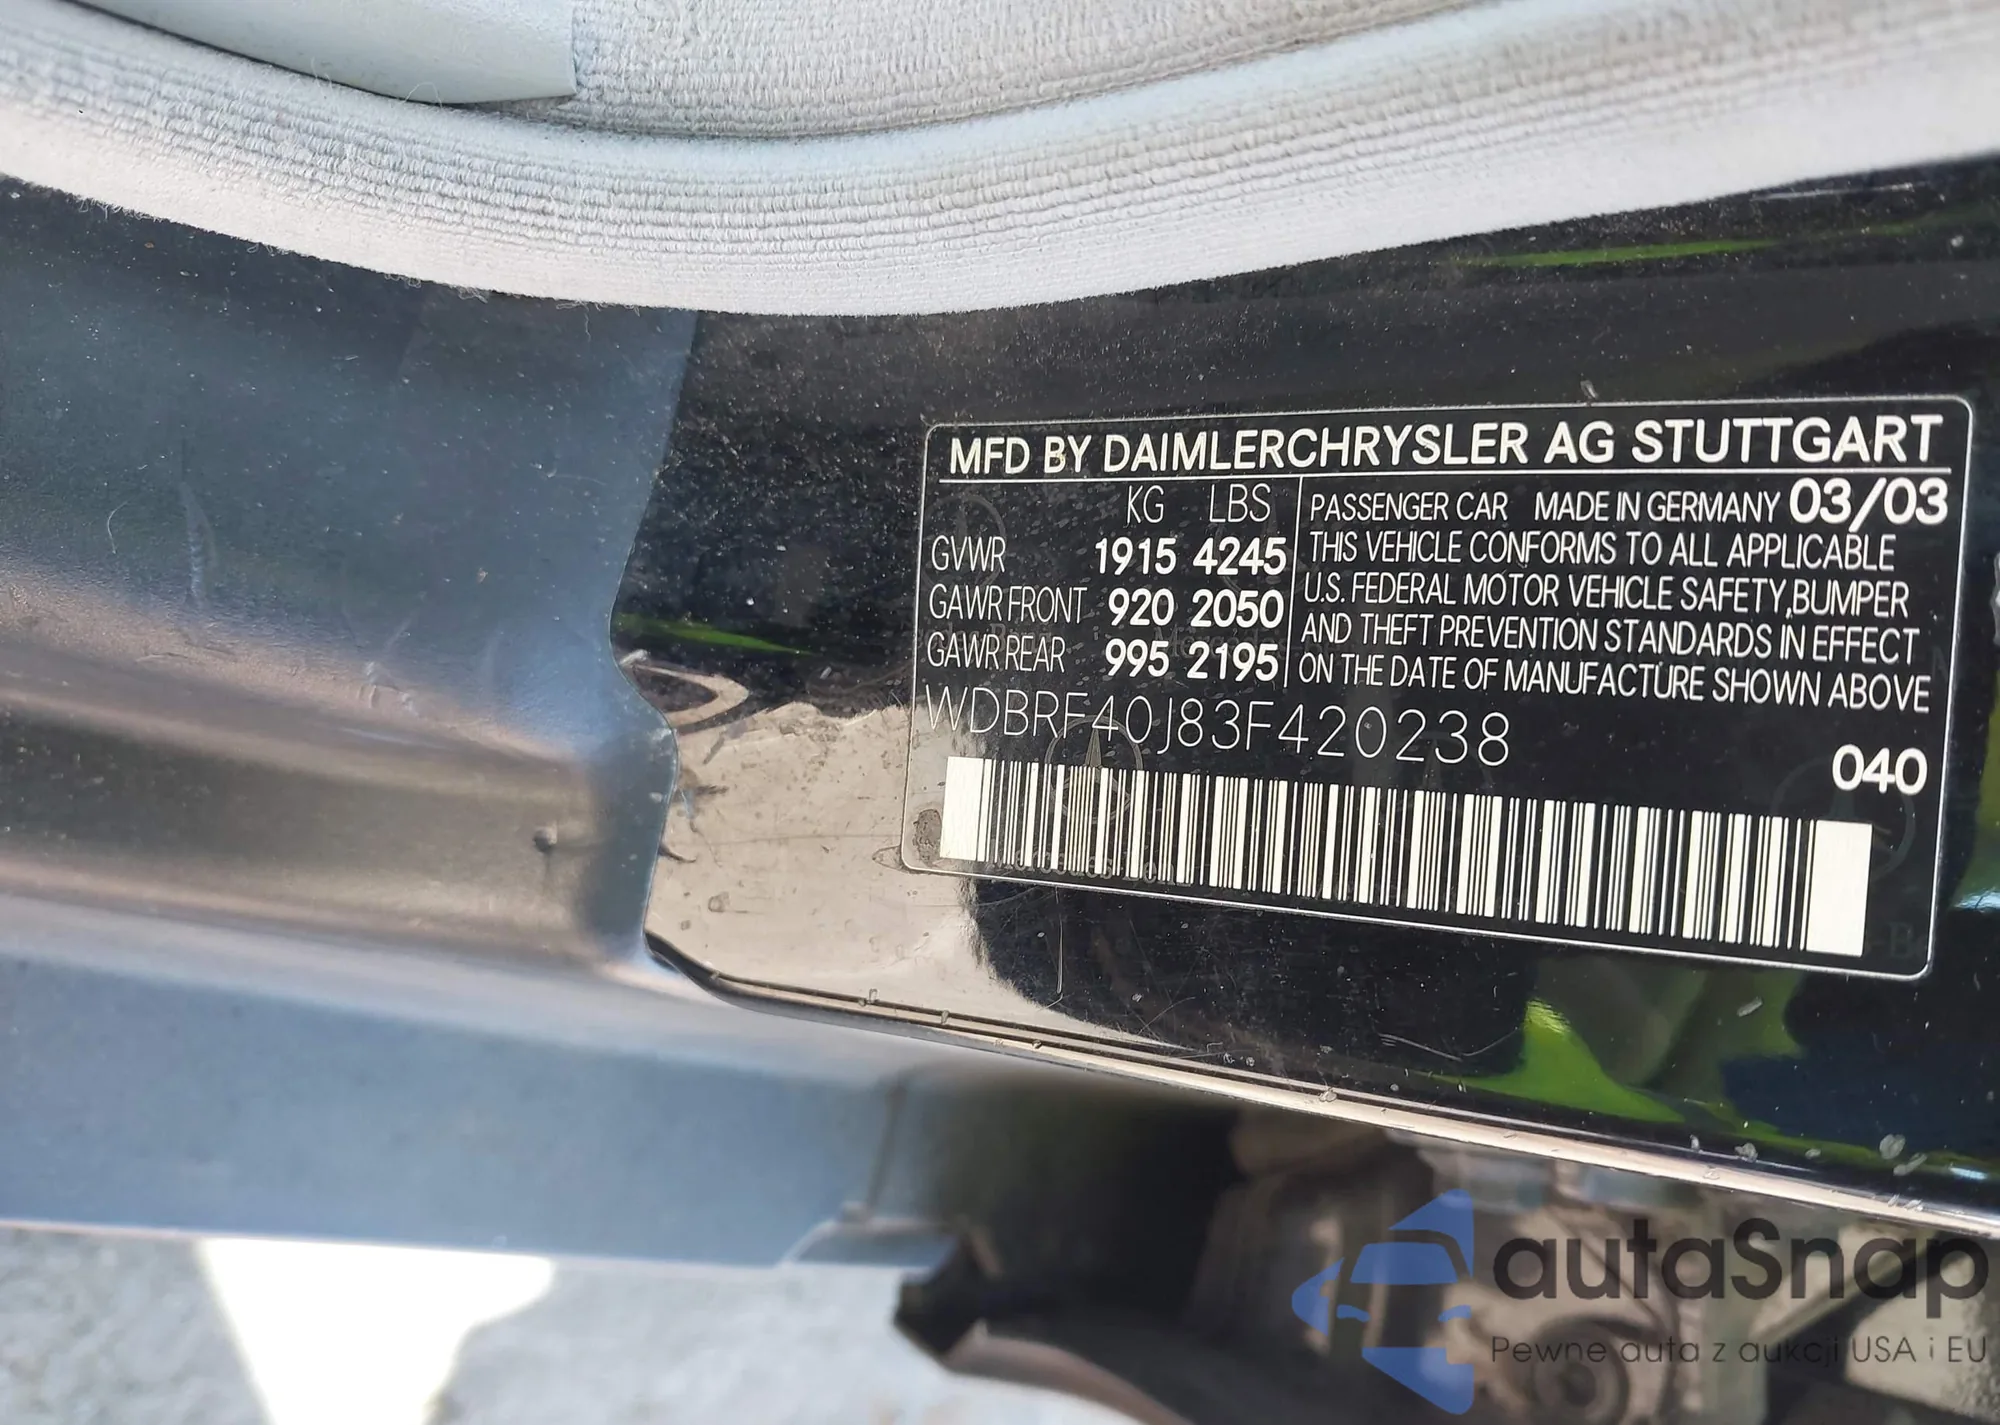 MFD BY DAIMLERCHRYSLER AG STUTTGART
KG LBS
GVWR 1915 4245
GAWR FRONT 920 2050
GAWR REAR 995 2195
PASSENGER CAR MADE IN GERMANY 03/03
THIS VEHICLE CONFORMS TO ALL APPLICABLE
U.S. FEDERAL MOTOR VEHICLE SAFETY,BUMPER
AND THEFT PREVENTION STANDARDS IN EFFECT
ON THE DATE OF MANUFACTURE SHOWN ABOVE
WDBRF40J83F420238
040
autaSnap
Pewne auta z aukcji USA i EU